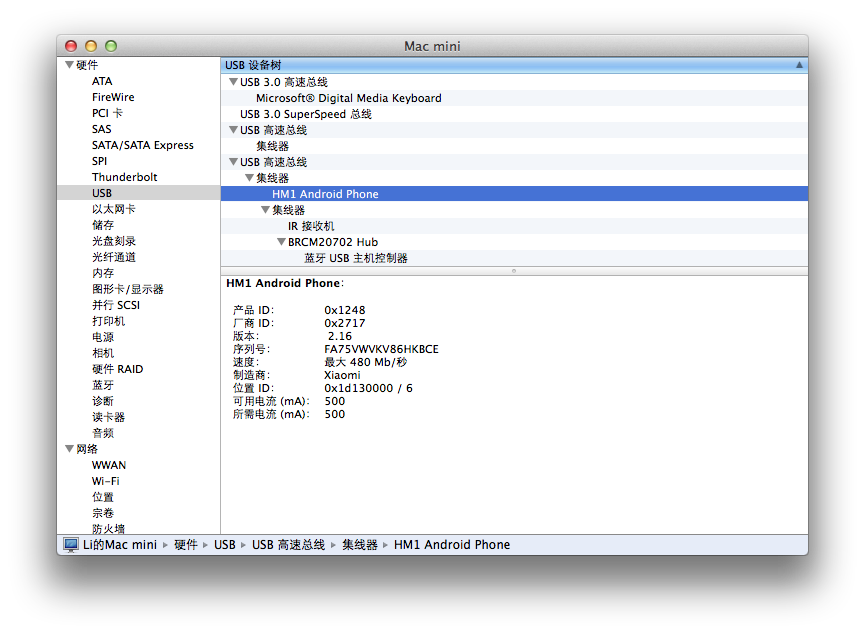 Mac mini
硬件
ATA
FireWire
PCI 卡
SAS
SATA/SATA Express
SPI
Thunderbolt
USB
以太网卡
储存
光盘刻录
光纤通道
内存
图形卡/显示器
并行 SCSI
打印机
电源
相机
硬件 RAID
蓝牙
诊断
读卡器
音频
网络
WWAN
Wi-Fi
位置
宗卷
防火墙
USB 设备树
USB 3.0 高速总线
Microsoft® Digital Media Keyboard
USB 3.0 SuperSpeed 总线
USB 高速总线
集线器
USB 高速总线
集线器
HM1 Android Phone
集线器
IR 接收机
BRCM20702 Hub
蓝牙 USB 主机控制器
HM1 Android Phone:
产品 ID: 0x1248
厂商 ID: 0x2717
版本: 2.16
序列号: FA75VWVKV86HKBCE
速度: 最大 480 Mb/秒
制造商: Xiaomi
位置 ID: 0x1d130000 / 6
可用电流 (mA): 500
所需电流 (mA): 500
Li的Mac mini ▸ 硬件 ▸ USB ▸ USB 高速总线 ▸ 集线器 ▸ HM1 Android Phone